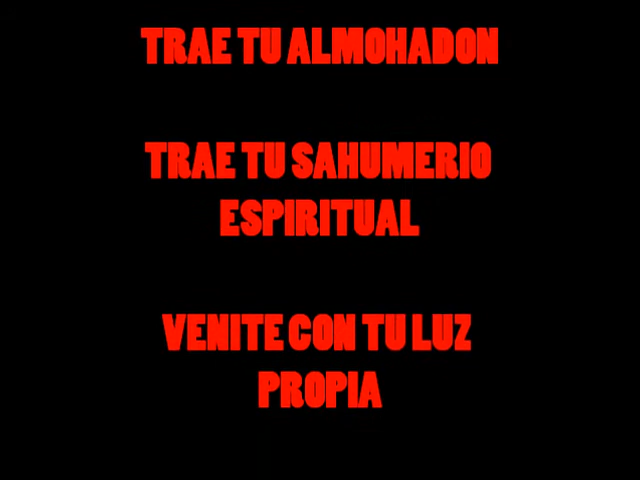 TRAE TU ALMOHADON
TRAE TU SAHUMERIO
ESPIRITUAL
VENITE CON TU LUZ
PROPIA